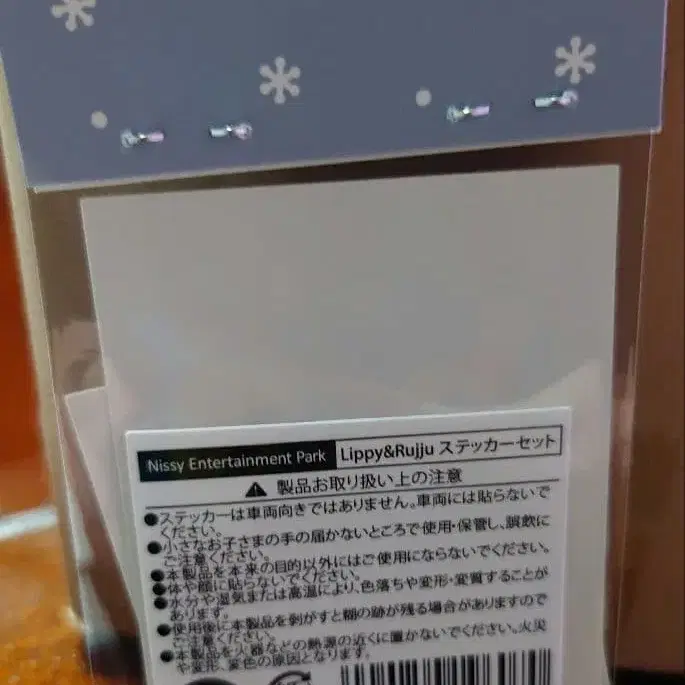 Nissy Entertainment Park Lippy&Rujju ステッカーセット
⚠ 製品お取り扱い上の注意
●ステッカーは車両向きではありません。車両には貼らないで
ください。
●小さなお子さまの手の届かないところで使用・保管し、誤飲に
ご注意ください。
●本製品を本来の目的以外にはご使用にならないでください。
●体や顔に貼らないでください。
●水分や湿気または高温により、色落ちや変形・変質することが
あります。
●使用後に本製品を剥がすと糊の跡が残る場合がありますので
ご注意ください。
●本製品を火器などの熱源の近くに置かないでください。火災
や変形、変色の原因となります。